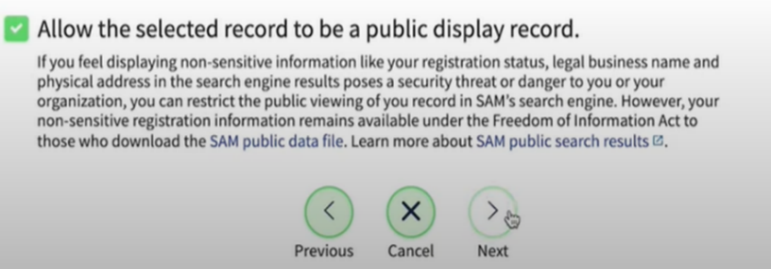 Allow the selected record to be a public display record.
If you feel displaying non-sensitive information like your registration status, legal business name and
physical address in the search engine results poses a security threat or danger to you or your
organization, you can restrict the public viewing of you record in SAM's search engine. However, your
non-sensitive registration information remains available under the Freedom of Information Act to
those who download the SAM public data file. Learn more about SAM public search results.
Previous Cancel Next